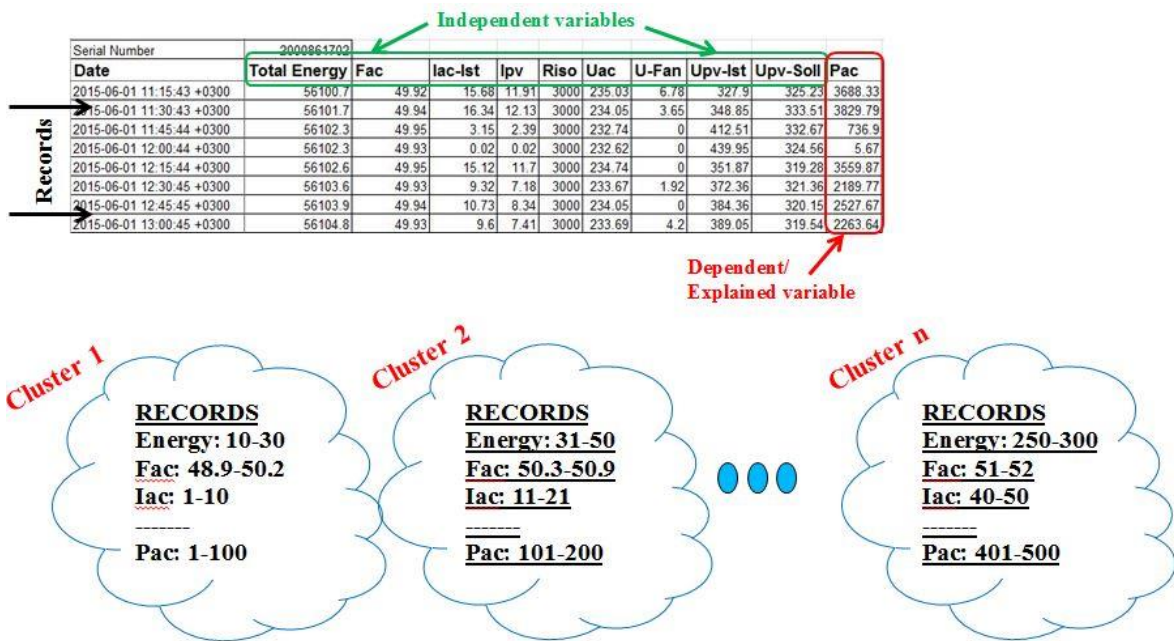 Independent variables
Serial Number 2000861702
Date Total Energy Fac Iac-Ist Ipv Riso Uac U-Fan Upv-Ist Upv-Soll Pac
2015-06-01 11:15:43 +0300 56100.7 49.92 15.68 11.91 3000 235.03 6.78 327.9 325.23 3688.33
2015-06-01 11:30:43 +0300 56101.7 49.94 16.34 12.13 3000 234.05 3.65 348.85 333.51 3829.79
2015-06-01 11:45:44 +0300 56102.3 49.95 3.15 2.39 3000 232.74 0 412.51 332.67 736.9
2015-06-01 12:00:44 +0300 56102.3 49.93 0.02 0.02 3000 232.62 0 439.95 324.56 5.67
2015-06-01 12:15:44 +0300 56102.6 49.95 15.12 11.7 3000 234.74 0 351.87 319.28 3559.87
2015-06-01 12:30:45 +0300 56103.6 49.93 9.32 7.18 3000 233.67 1.92 372.36 321.36 2189.77
2015-06-01 12:45:45 +0300 56103.9 49.94 10.73 8.34 3000 234.05 0 384.36 320.15 2527.67
2015-06-01 13:00:45 +0300 56104.8 49.93 9.6 7.41 3000 233.69 4.2 389.05 319.54 2263.64
Records
Dependent/
Explained variable
Cluster 1
RECORDS
Energy: 10-30
Fac: 48.9-50.2
Iac: 1-10
-------
Pac: 1-100
Cluster 2
RECORDS
Energy: 31-50
Fac: 50.3-50.9
Iac: 11-21
-------
Pac: 101-200
Cluster n
RECORDS
Energy: 250-300
Fac: 51-52
Iac: 40-50
-------
Pac: 401-500